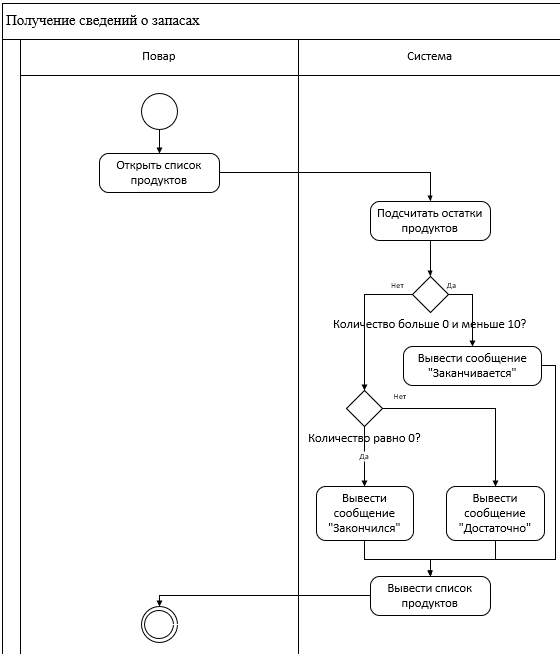 Получение сведений о запасах
Повар
Система
Открыть список
продуктов
Подсчитать остатки
продуктов
Нет
Да
Количество больше 0 и меньше 10?
Вывести сообщение
"Заканчивается"
Нет
Количество равно 0?
Да
Вывести
сообщение
"Закончился"
Вывести
сообщение
"Достаточно"
Вывести список
продуктов